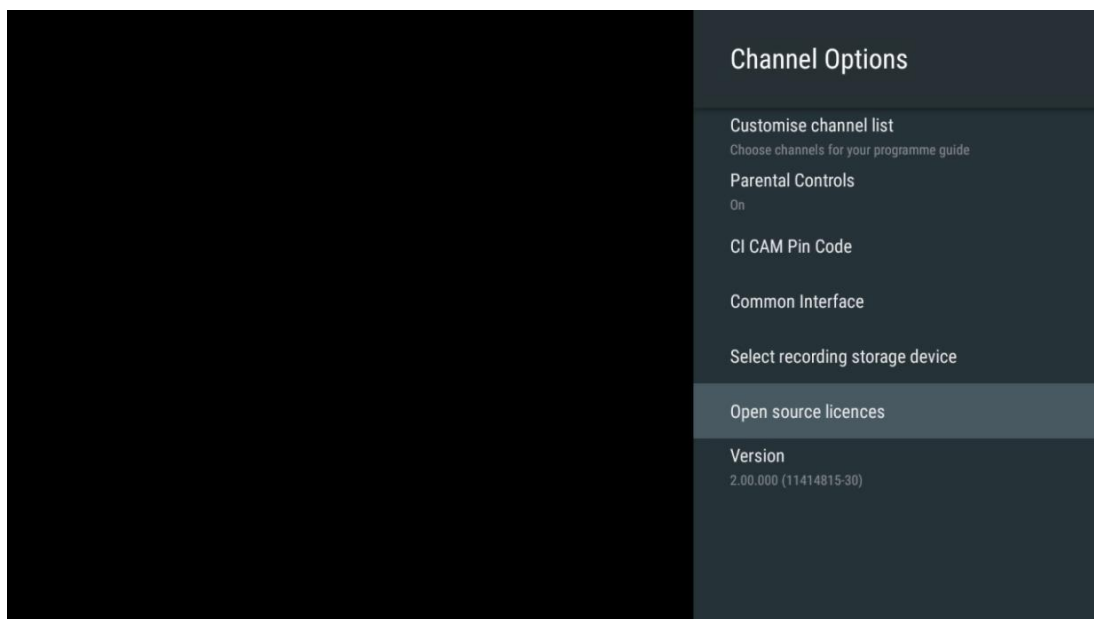 Channel Options
Customise channel list
Choose channels for your programme guide
Parental Controls
On
CI CAM Pin Code
Common Interface
Select recording storage device
Open source licences
Version
2.00.000 (11414815-30)